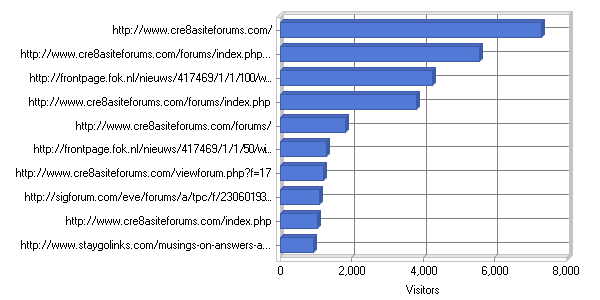 http://www.cre8asiteforums.com/
http://www.cre8asiteforums.com/forums/index.php...
http://frontpage.fok.nl/nieuws/417469/1/1/100/w...
http://www.cre8asiteforums.com/forums/index.php
http://www.cre8asiteforums.com/forums/
http://frontpage.fok.nl/nieuws/417469/1/1/50/wi...
http://www.cre8asiteforums.com/viewforum.php?f=17
http://sigforum.com/eve/forums/a/tpc/f/23060193...
http://www.cre8asiteforums.com/index.php
http://www.staygolinks.com/musings-on-answers-a...
0 2,000 4,000 6,000 8,000
Visitors